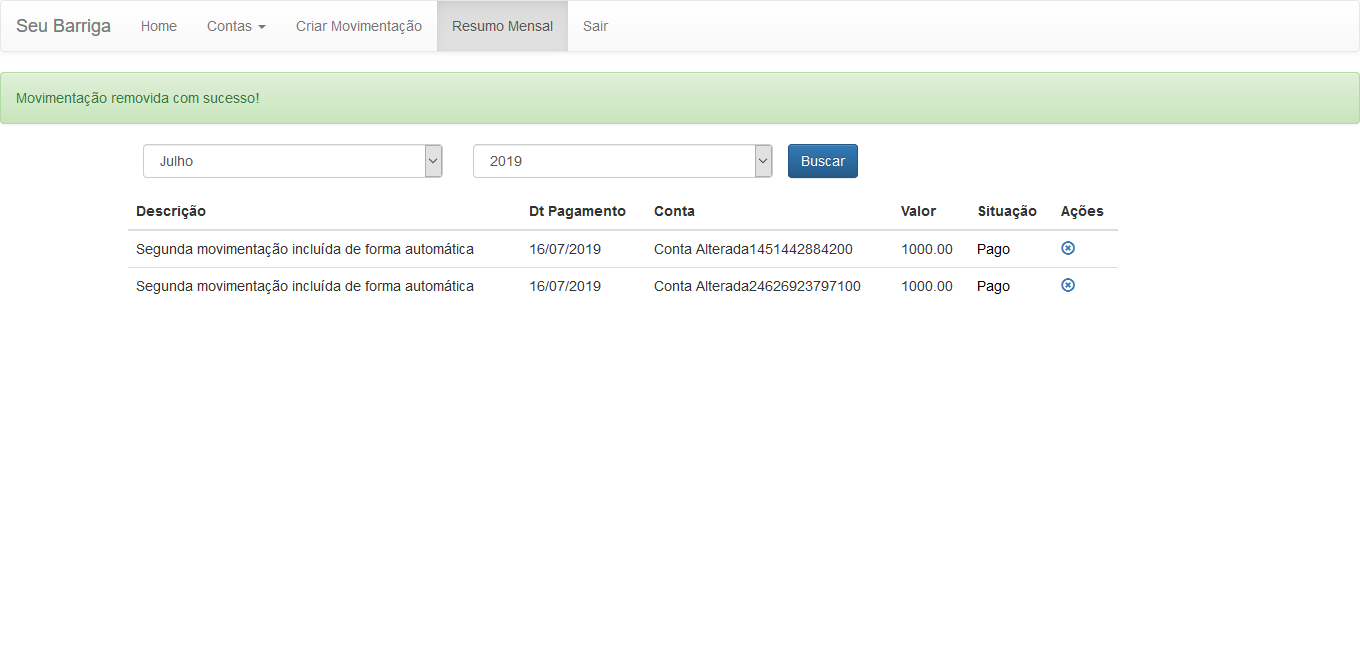 Seu Barriga Home Contas Criar Movimentação Resumo Mensal Sair
Movimentação removida com sucesso!
Julho 2019 Buscar
Descrição Dt Pagamento Conta Valor Situação Ações
Segunda movimentação incluída de forma automática 16/07/2019 Conta Alterada1451442884200 1000.00 Pago
Segunda movimentação incluída de forma automática 16/07/2019 Conta Alterada24626923797100 1000.00 Pago